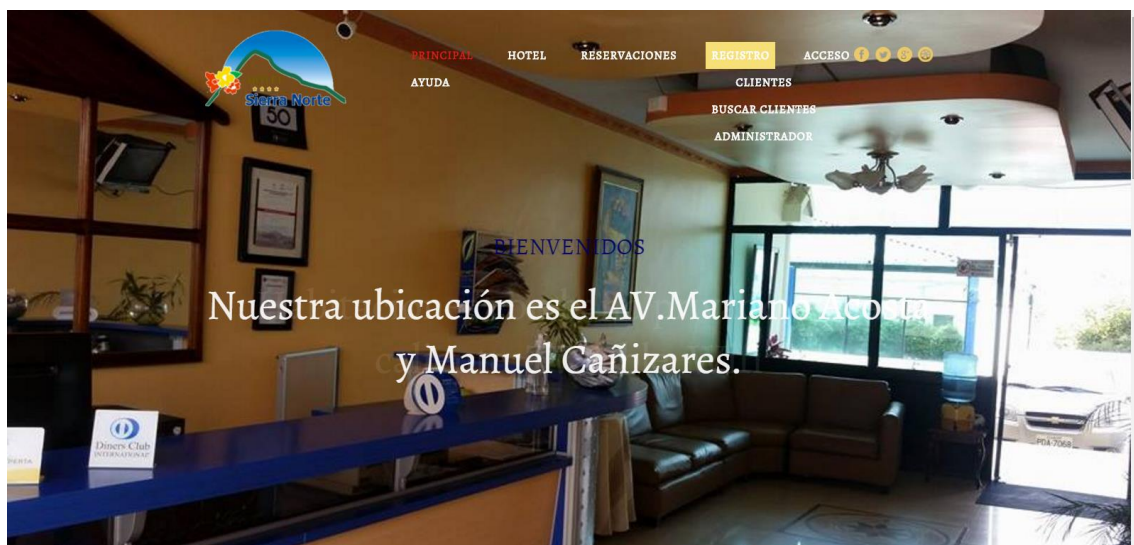 Sierra Norte
PRINCIPAL HOTEL RESERVACIONES REGISTRO ACCESO
AYUDA
CLIENTES
BUSCAR CLIENTES
ADMINISTRADOR
50
BIENVENIDOS
Nuestra ubicación es el AV.Mariano Acosta
y Manuel Cañizares.
Diners Club
INTERNATIONAL
PDA-7068